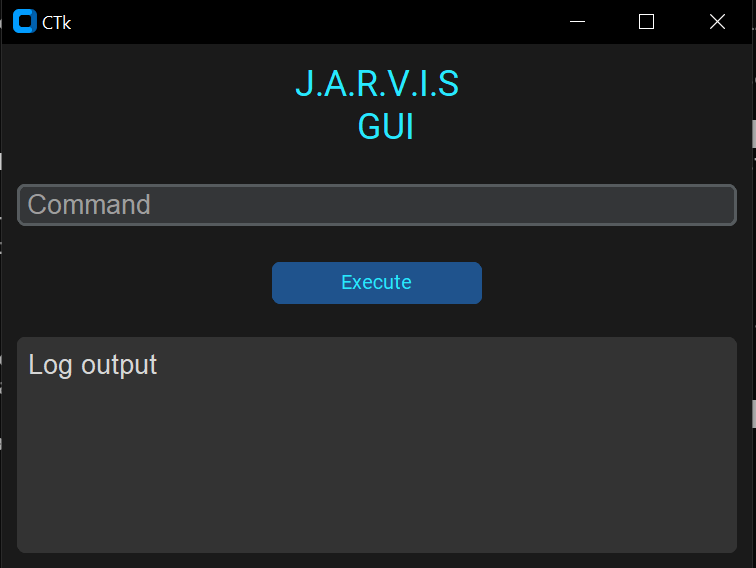 CTk
J.A.R.V.I.S
GUI
Command
Execute
Log output